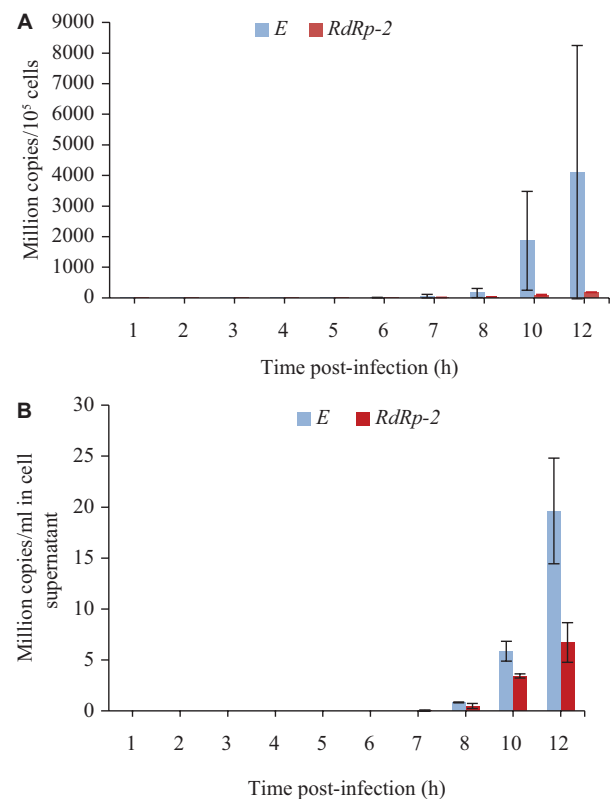 A
E RdRp-2
Million copies/10⁵ cells
9000
8000
7000
6000
5000
4000
3000
2000
1000
0
1 2 3 4 5 6 7 8 10 12
Time post-infection (h)
B
E RdRp-2
Million copies/ml in cell
supernatant
30
25
20
15
10
5
0
1 2 3 4 5 6 7 8 10 12
Time post-infection (h)